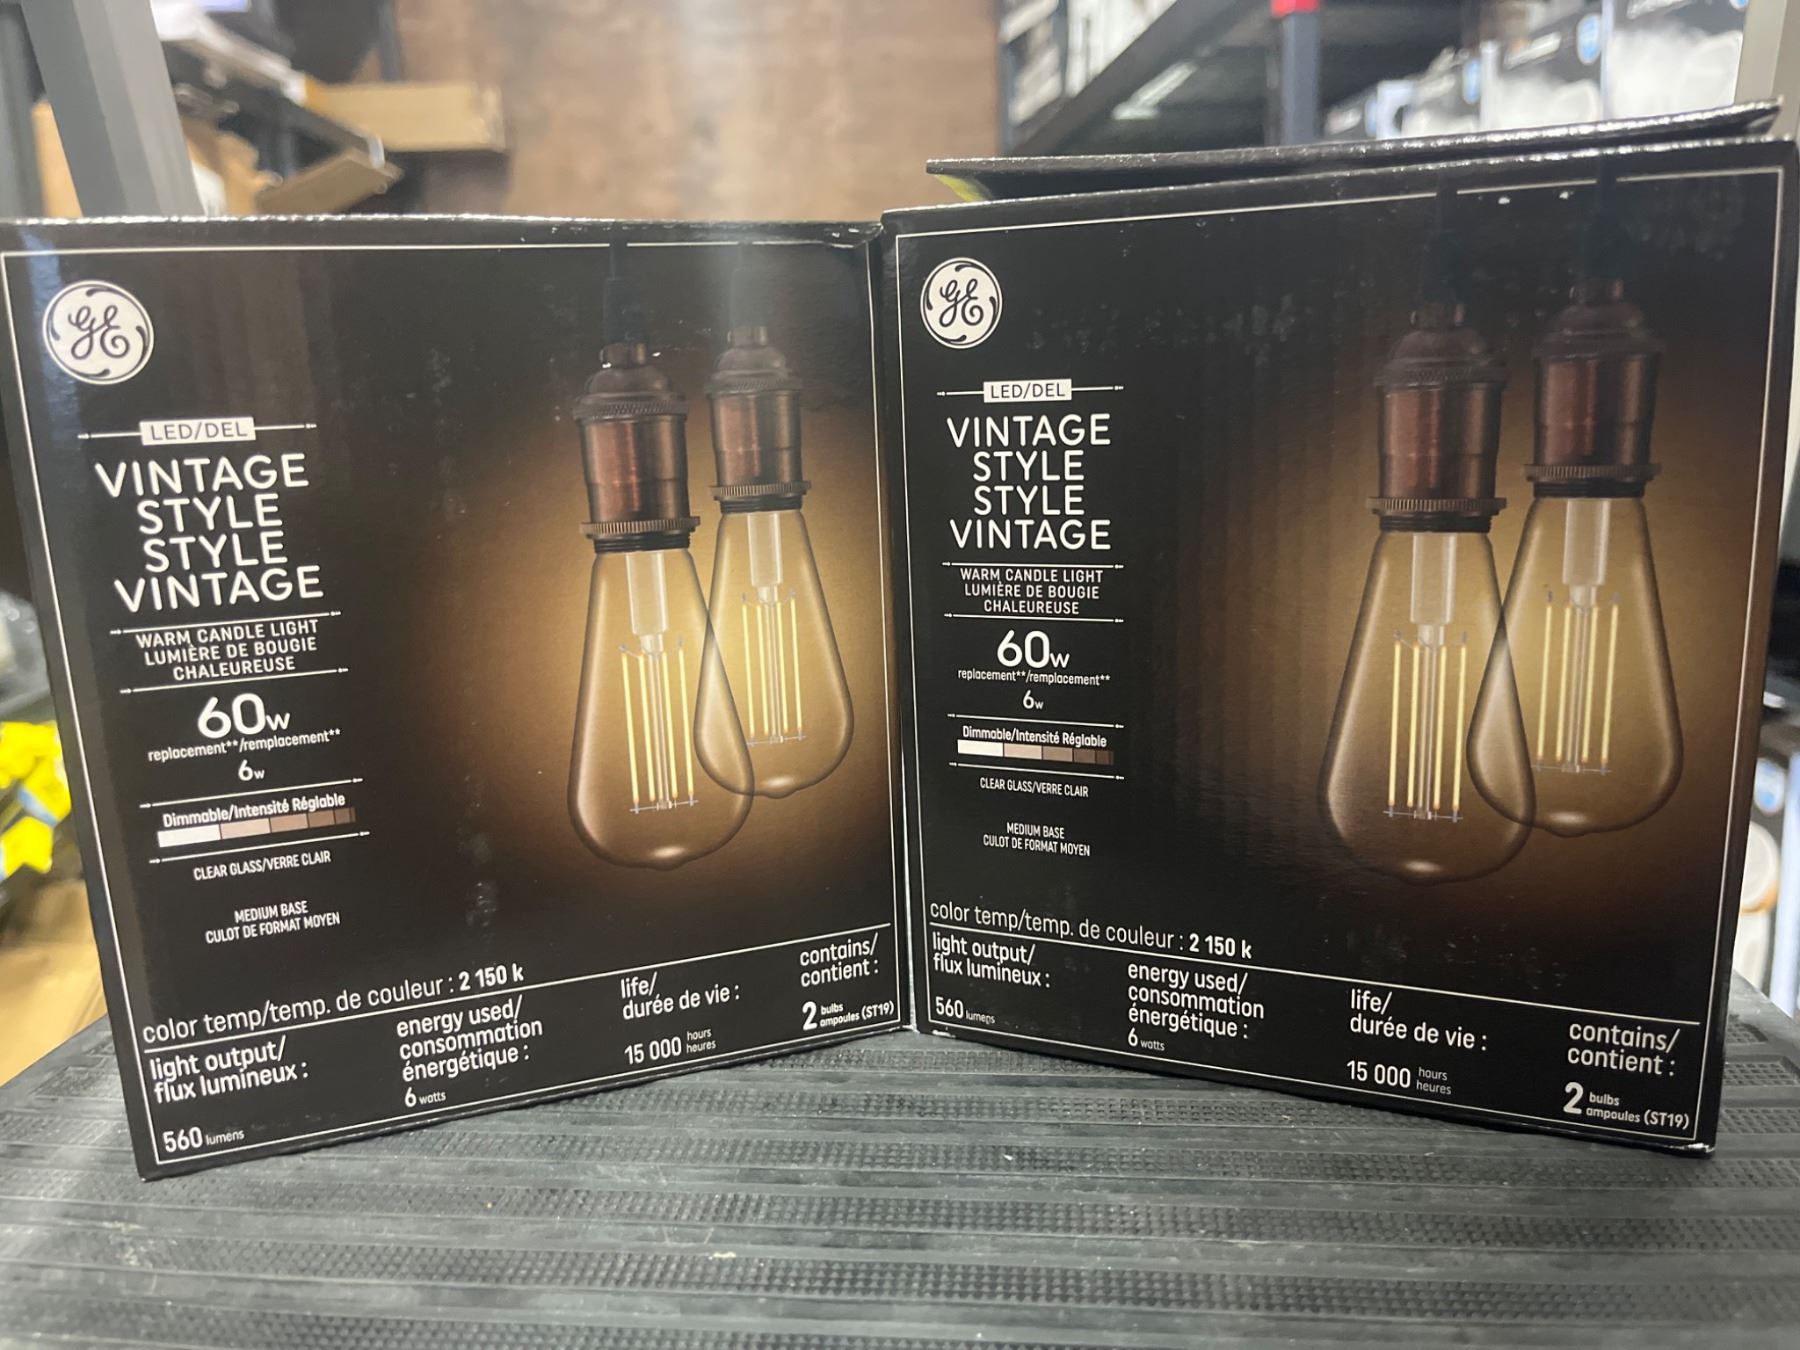 GE
LED/DEL
VINTAGE
STYLE
STYLE
VINTAGE
WARM CANDLE LIGHT
LUMIÈRE DE BOUGIE
CHALEUREUSE
60w
replacement**/remplacement**
6w
Dimmable/Intensité Réglable
CLEAR GLASS/VERRE CLAIR
MEDIUM BASE
CULOT DE FORMAT MOYEN
color temp/temp. de couleur : 2 150 k
light output/
flux lumineux :
560 lumens
energy used/
consommation
énergétique :
6 watts
life/
durée de vie :
15 000 hours
heures
contains/
contient :
2 bulbs
ampoules (ST19)
GE
LED/DEL
VINTAGE
STYLE
STYLE
VINTAGE
WARM CANDLE LIGHT
LUMIÈRE DE BOUGIE
CHALEUREUSE
60w
replacement**/remplacement**
6w
Dimmable/Intensité Réglable
CLEAR GLASS/VERRE CLAIR
MEDIUM BASE
CULOT DE FORMAT MOYEN
color temp/temp. de couleur : 2 150 k
light output/
flux lumineux :
560 lumens
energy used/
consommation
énergétique :
6 watts
life/
durée de vie :
15 000 hours
heures
contains/
contient :
2 bulbs
ampoules (ST19)